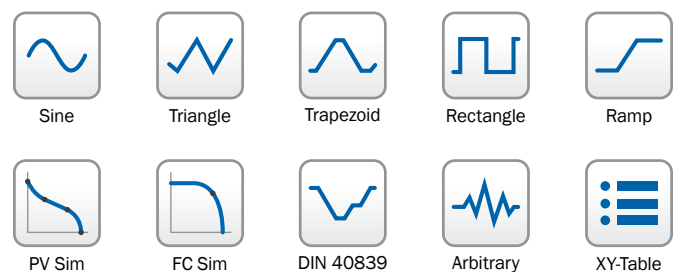 Sine
Triangle
Trapezoid
Rectangle
Ramp
PV Sim
FC Sim
DIN 40839
Arbitrary
XY-Table